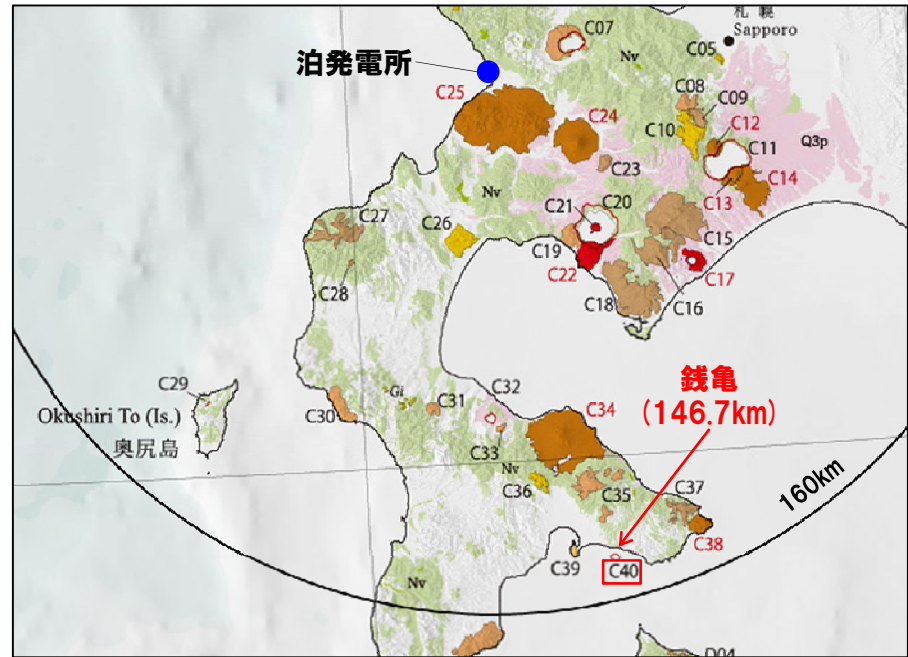 札 幌
Sapporo
C07
C05
Nv
泊発電所
C25
C24
C08
C09
C10
C12
C11
Q3p
C23
C13
C14
Nv
C27
C26
C21
C20
C19
C15
C22
C17
C28
C18
C16
C29
Okushiri To (Is.)
奥尻島
C30
Gi
C31
C32
C34
銭亀
(146.7km)
C33
Nv
C36
C35
C37
160km
C38
C39
C40
Nv
D04